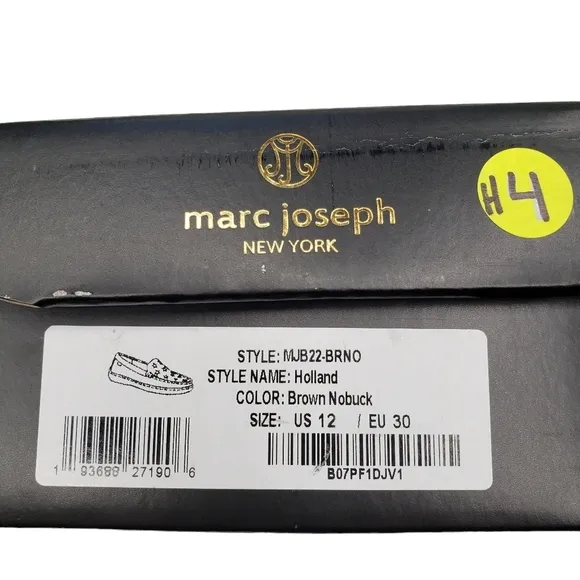 marc joseph
NEW YORK
H4
STYLE: MJB22-BRNO
STYLE NAME: Holland
COLOR: Brown Nobuck
SIZE: US 12 / EU 30
1 93688 27190 6
B07PF1DJV1